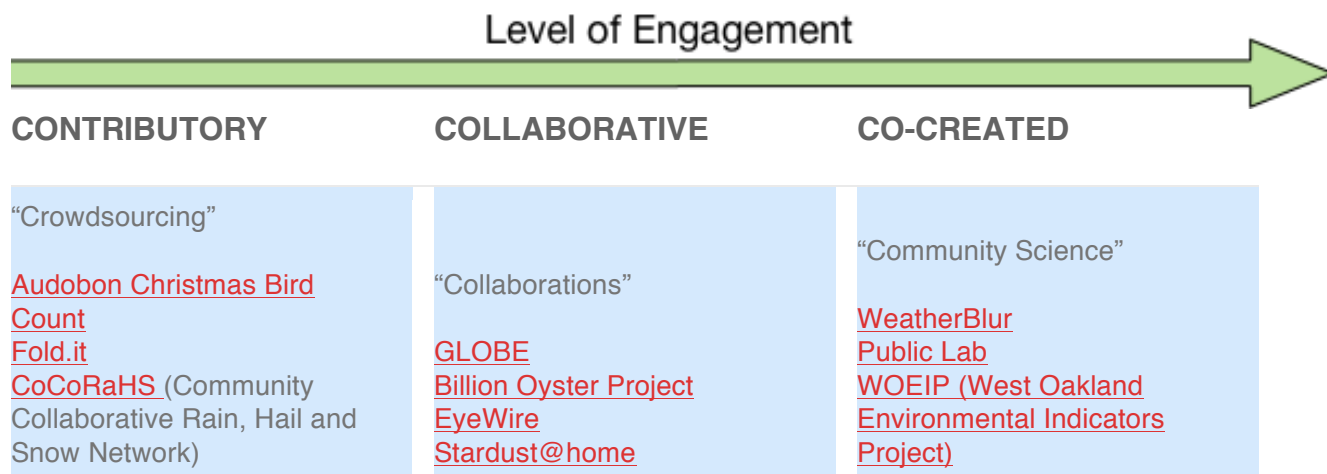 Level of Engagement
CONTRIBUTORY
COLLABORATIVE
CO-CREATED
“Crowdsourcing”
Audobon Christmas Bird
Count
Fold.it
CoCoRaHS (Community
Collaborative Rain, Hail and
Snow Network)
“Collaborations”
GLOBE
Billion Oyster Project
EyeWire
Stardust@home
“Community Science”
WeatherBlur
Public Lab
WOEIP (West Oakland
Environmental Indicators
Project)